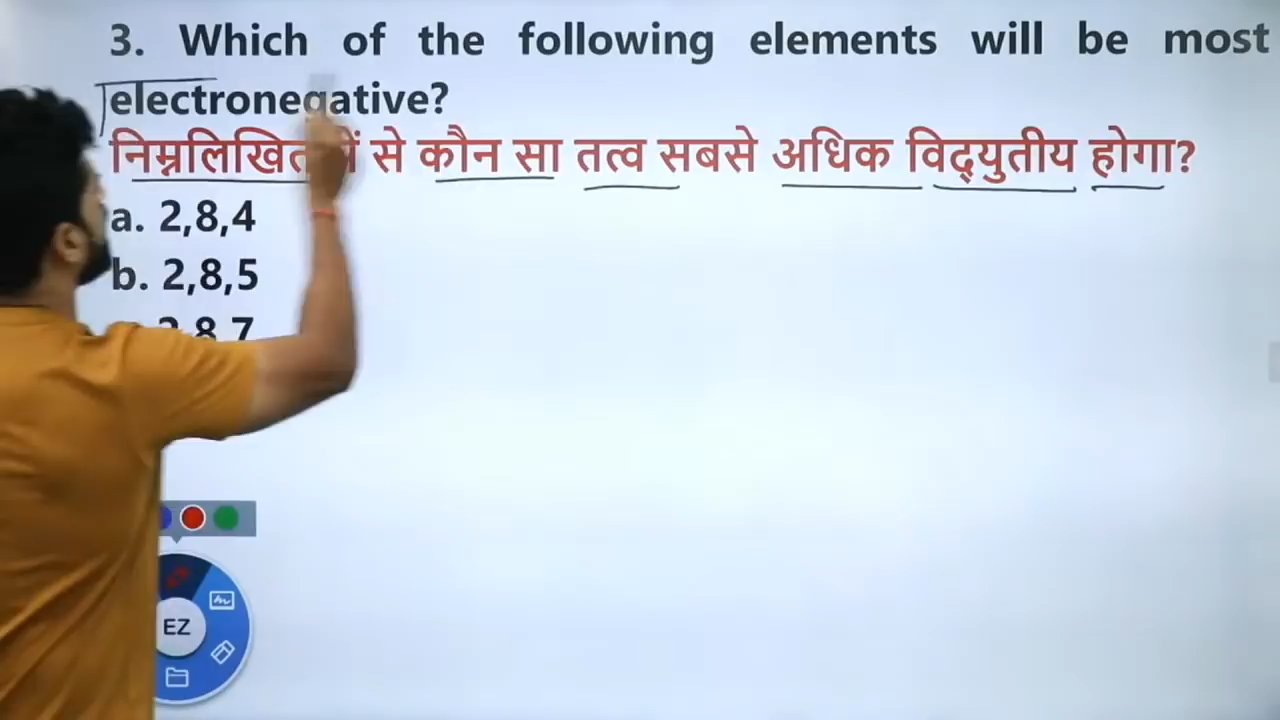 3. Which of the following elements will be most
electronegative?
निम्नलिखित में से कौन सा तत्व सबसे अधिक विद्युतीय होगा?
a. 2,8,4
b. 2,8,5
2,8,7
EZ